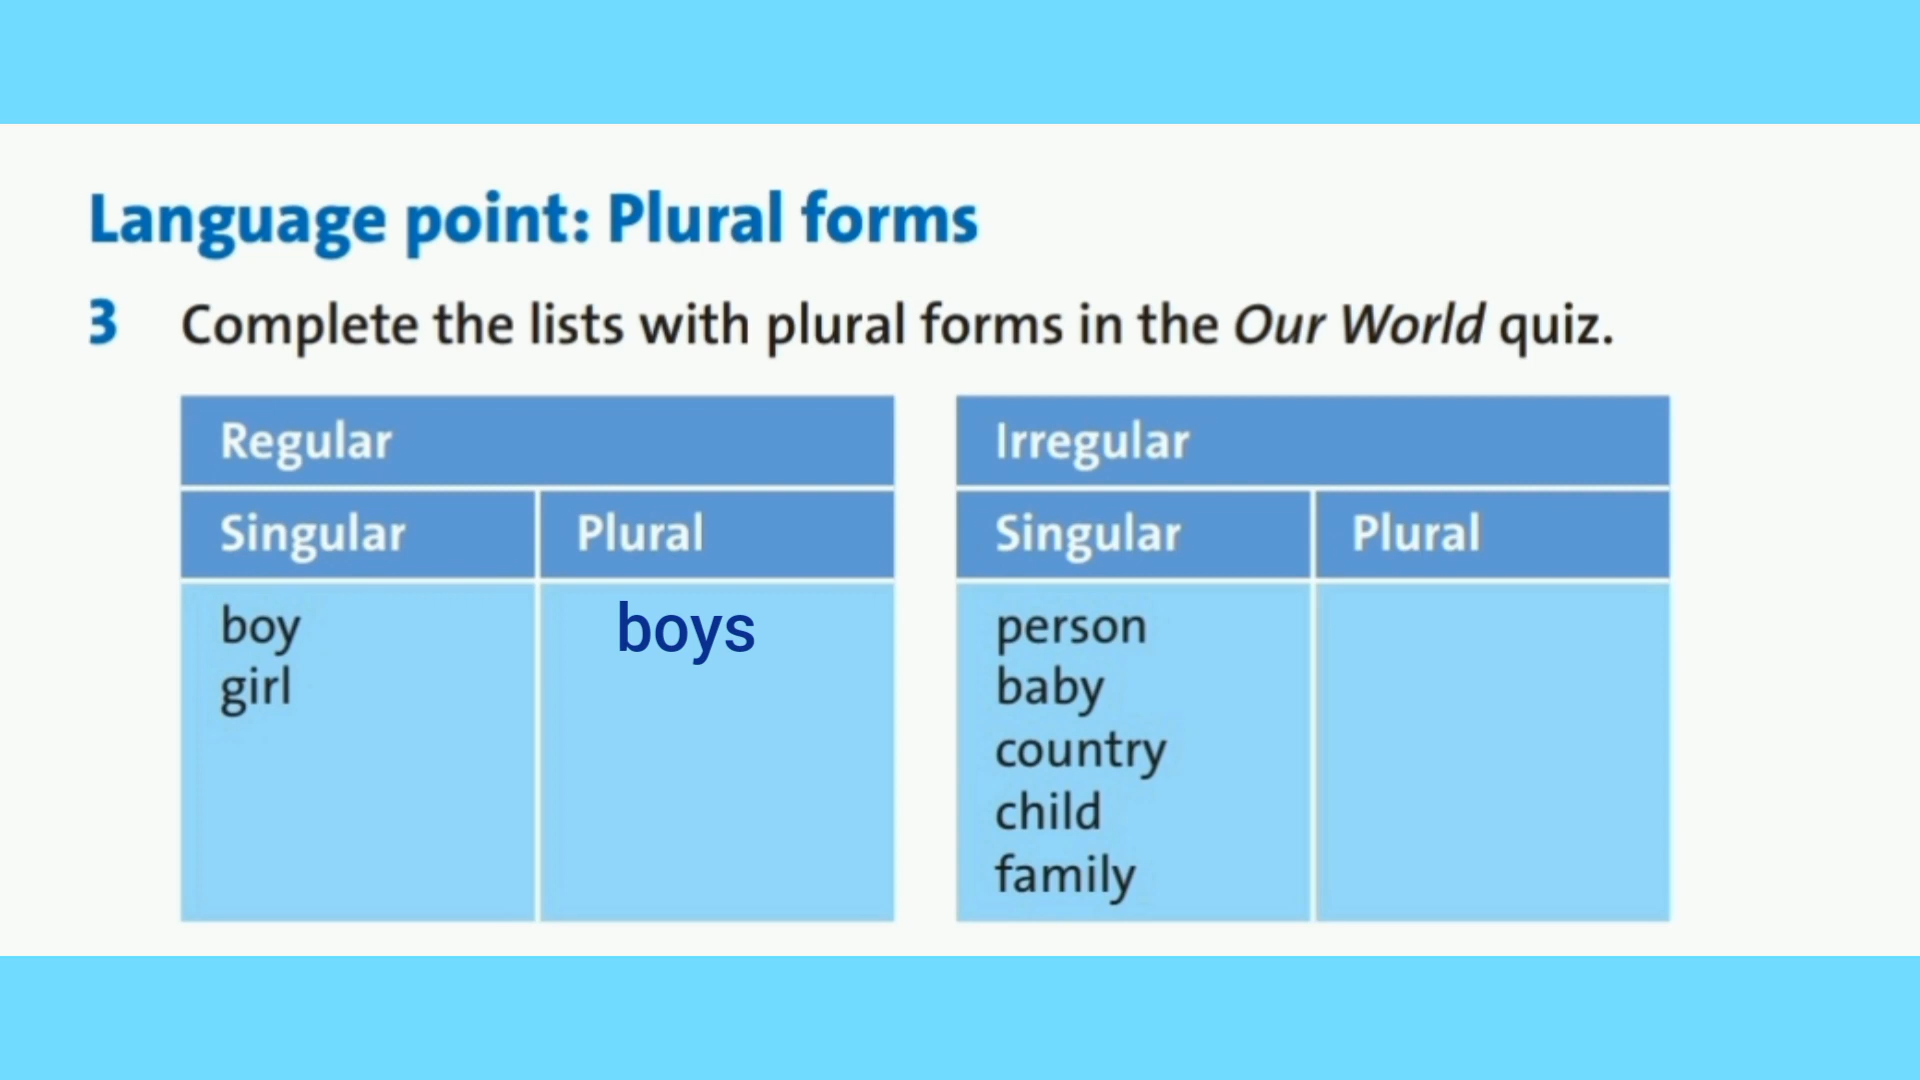 Language point: Plural forms
3 Complete the lists with plural forms in the Our World quiz.
Regular
Singular Plural
boy boys
girl
Irregular
Singular Plural
person
baby
country
child
family